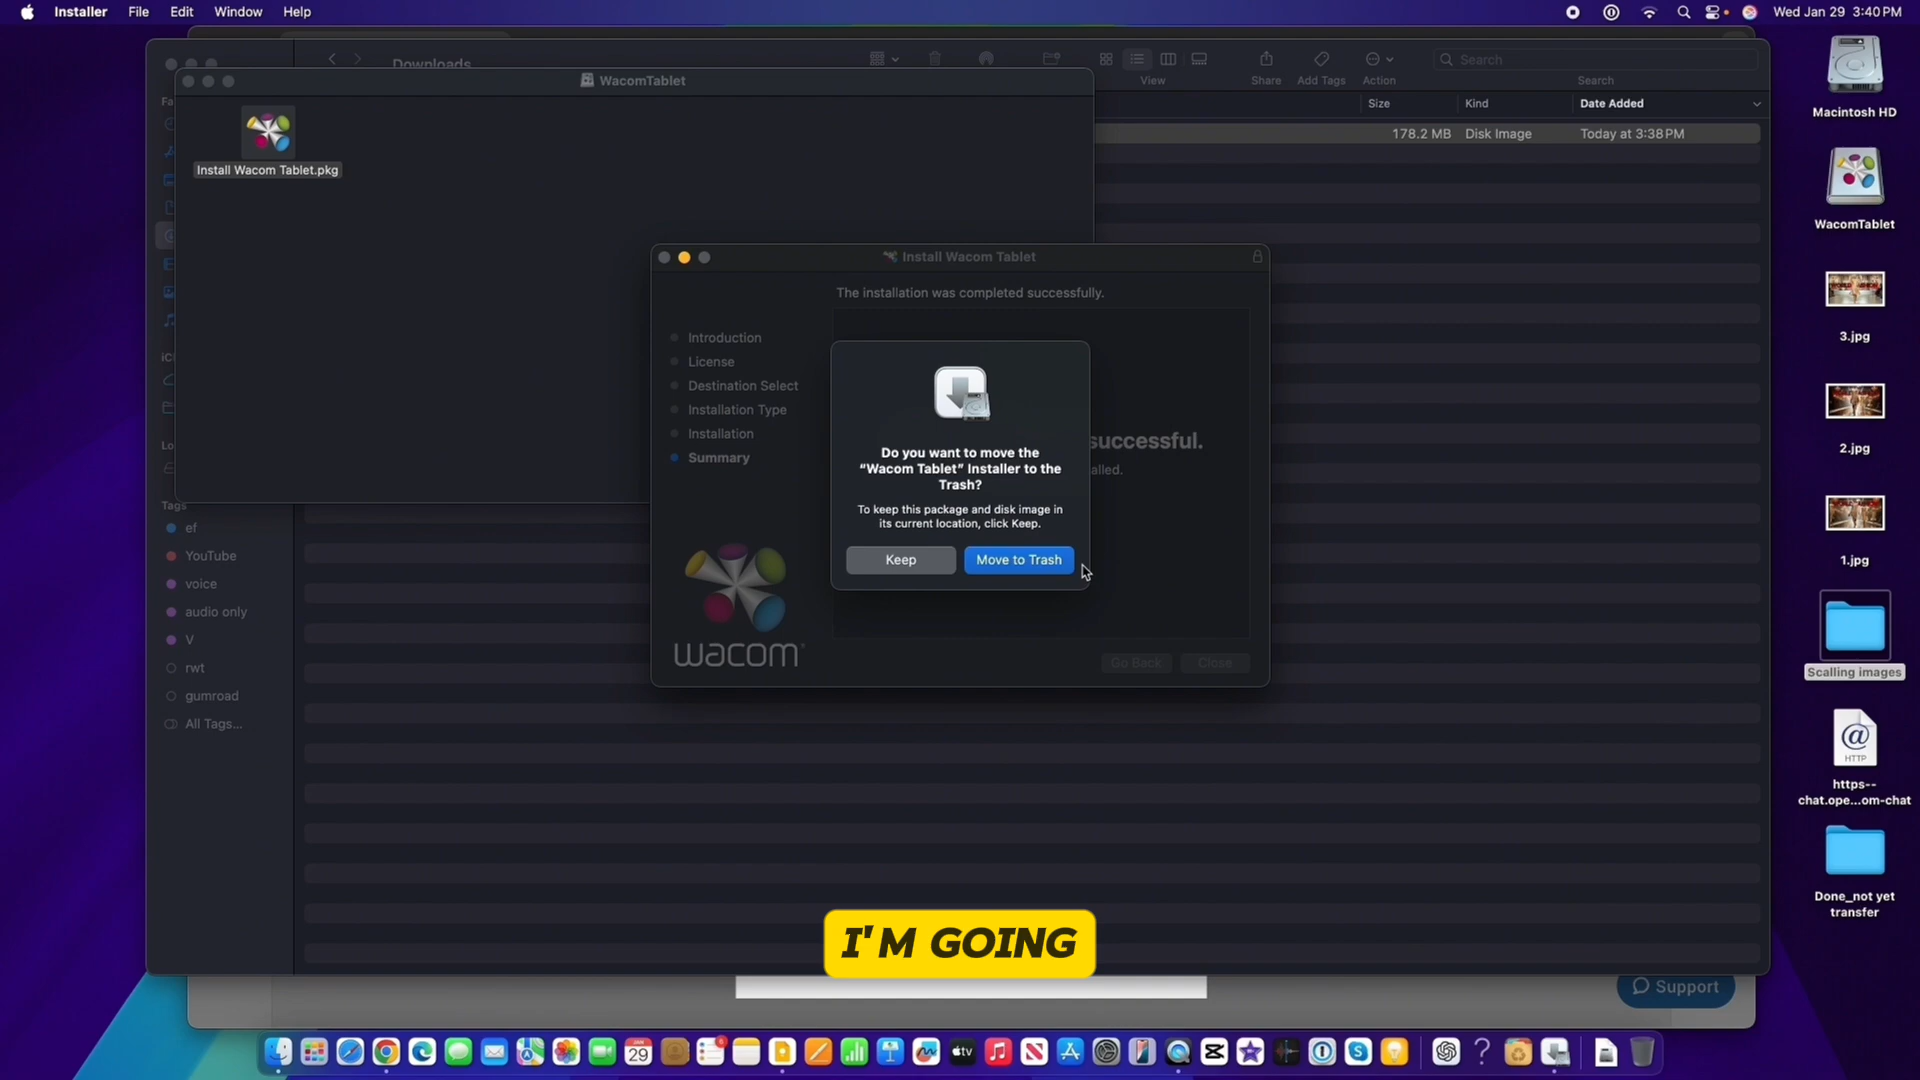 Installer File Edit Window Help
Wed Jan 29 3:40 PM
Downloads
View
Share
Add Tags
Action
Search
Search
WacomTablet
Install Wacom Tablet.pkg
Size Kind Date Added
178.2 MB Disk Image Today at 3:38 PM
Tags
ef
YouTube
voice
audio only
V
rwt
gumroad
All Tags...
Install Wacom Tablet
The installation was completed successfully.
Introduction
License
Destination Select
Installation Type
Installation
Summary
successful.
wacom
Go Back Close
Do you want to move the
“Wacom Tablet” Installer to the
Trash?
To keep this package and disk image in
its current location, click Keep.
Keep Move to Trash
I'M GOING
Support
Macintosh HD
WacomTablet
3.jpg
2.jpg
1.jpg
Scalling images
HTTP
https--
chat.ope...om-chat
Done_not yet
transfer
JAN
29
tv